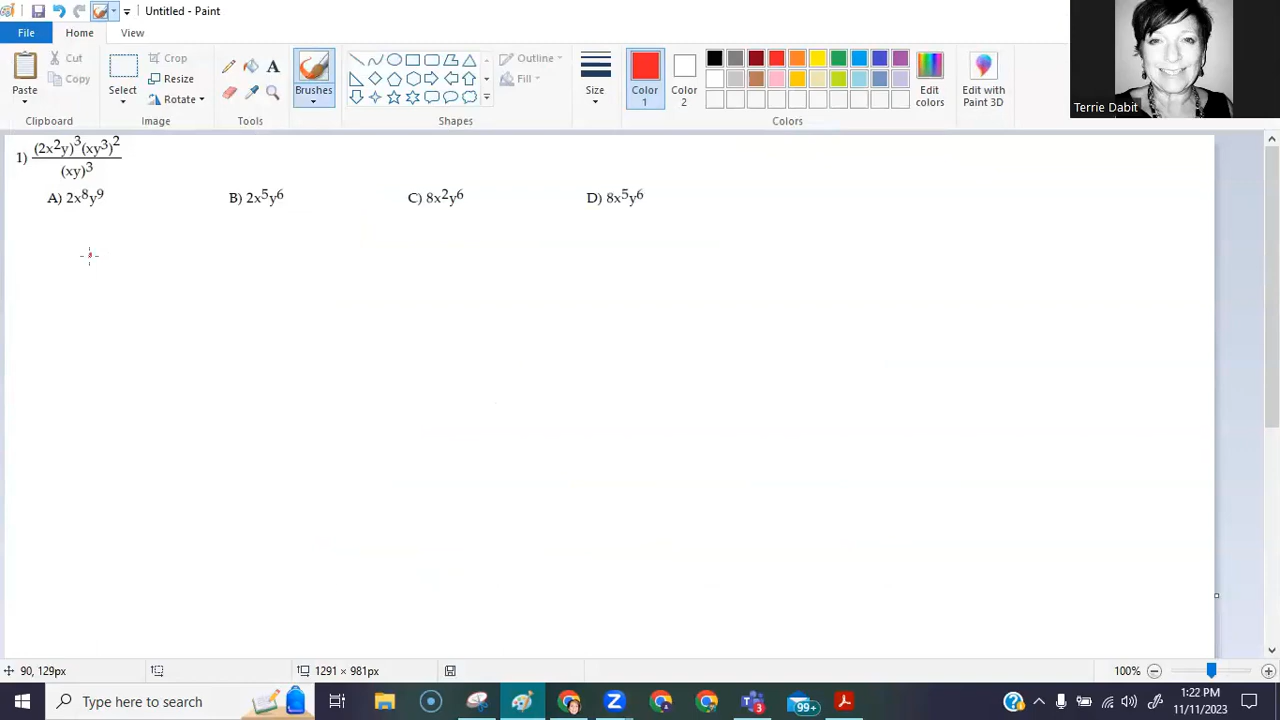 Untitled - Paint
File Home View
Paste
Cut
Copy
Clipboard
Select
Crop
Resize
Rotate
Image
A
Tools
Brushes
Outline
Fill
Shapes
Size
Color 1
Color 2
Edit colors
Edit with Paint 3D
Colors
Terrie Dabit
1) (2x²y)³(xy³)²
(xy)³
A) 2x⁸y⁹ B) 2x⁵y⁶ C) 8x²y⁶ D) 8x⁵y⁶
90, 129px 1291 × 981px 100%
Type here to search
3
99+
1:22 PM
11/11/2023